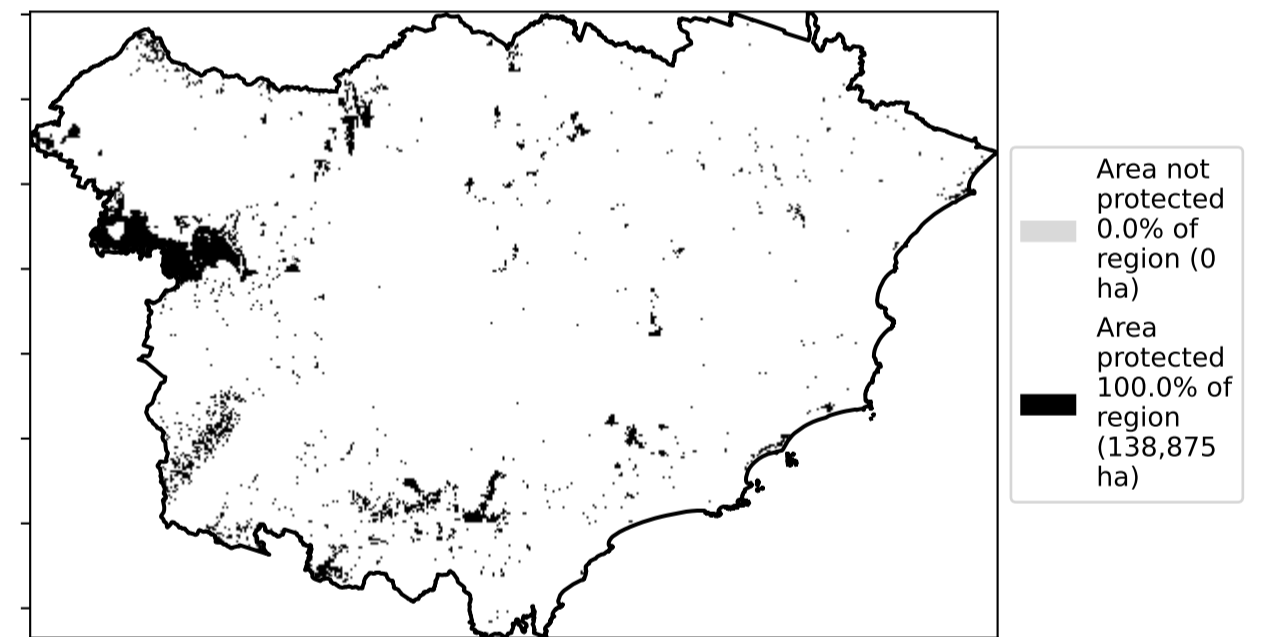 Area not
protected
0.0% of
region (0
ha)
Area
protected
100.0% of
region
(138,875
ha)